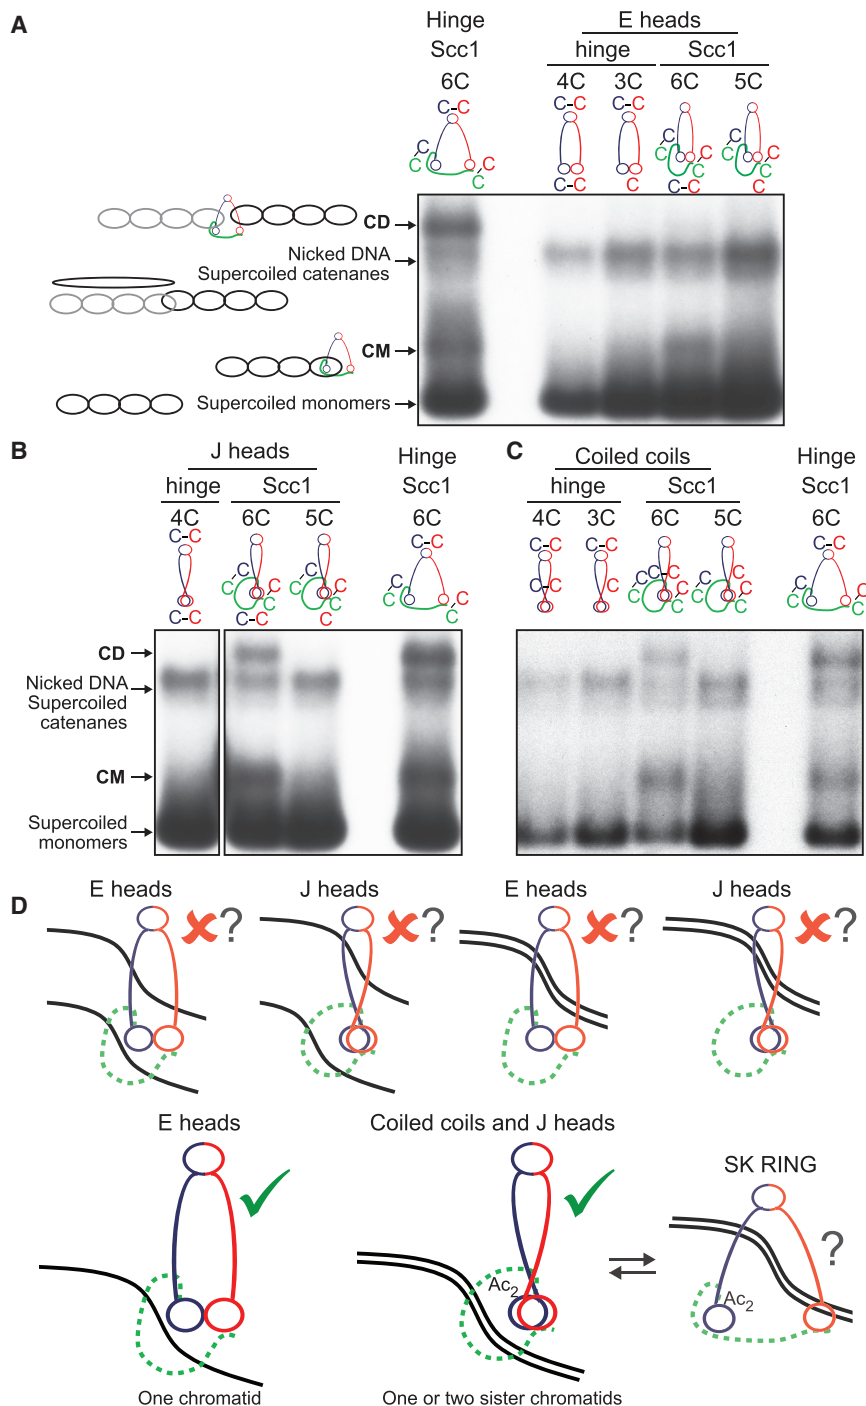 A
Hinge
Scc1
6C
E heads
hinge Scc1
4C 3C 6C 5C
C-C C-C C-C
C C C C C C
C C C C C C
C-C C C-C C
CD
Nicked DNA
Supercoiled catenanes
CM
Supercoiled monomers
B
J heads
hinge Scc1
4C 6C 5C
Hinge
Scc1
6C
C-C C-C
C C C C C C
C C C C
C-C C-C C
CD
Nicked DNA
Supercoiled
catenanes
CM
Supercoiled
monomers
C
Coiled coils
hinge Scc1
4C 3C 6C 5C
Hinge
Scc1
6C
C-C C-C C-C
C-C C C C-C C C C C
C C C C C C
D
E heads J heads E heads J heads
? ? ? ?
E heads
One chromatid
Coiled coils and J heads
Ac2
One or two sister chromatids
SK RING
?
Ac2